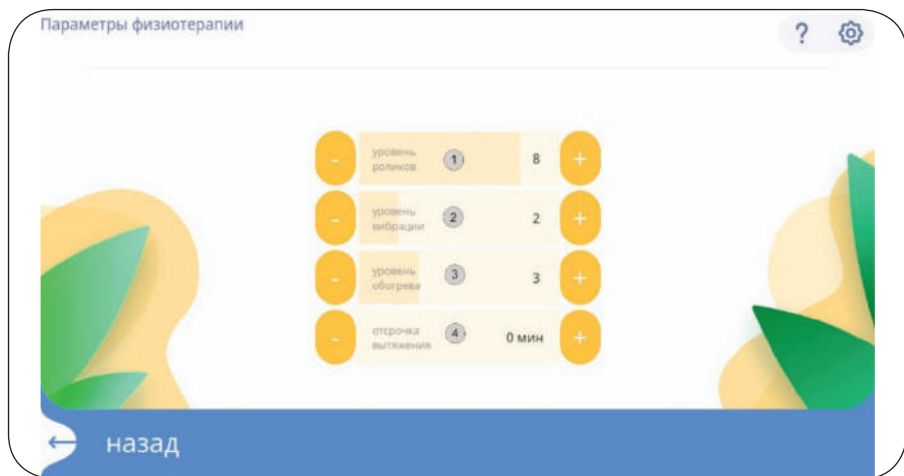 Параметры физиотерапии
?
- уровень роликов 1 8 +
- уровень вибрации 2 2 +
- уровень обогрева 3 3 +
- отсрочка вытяжения 4 0 мин +
← назад